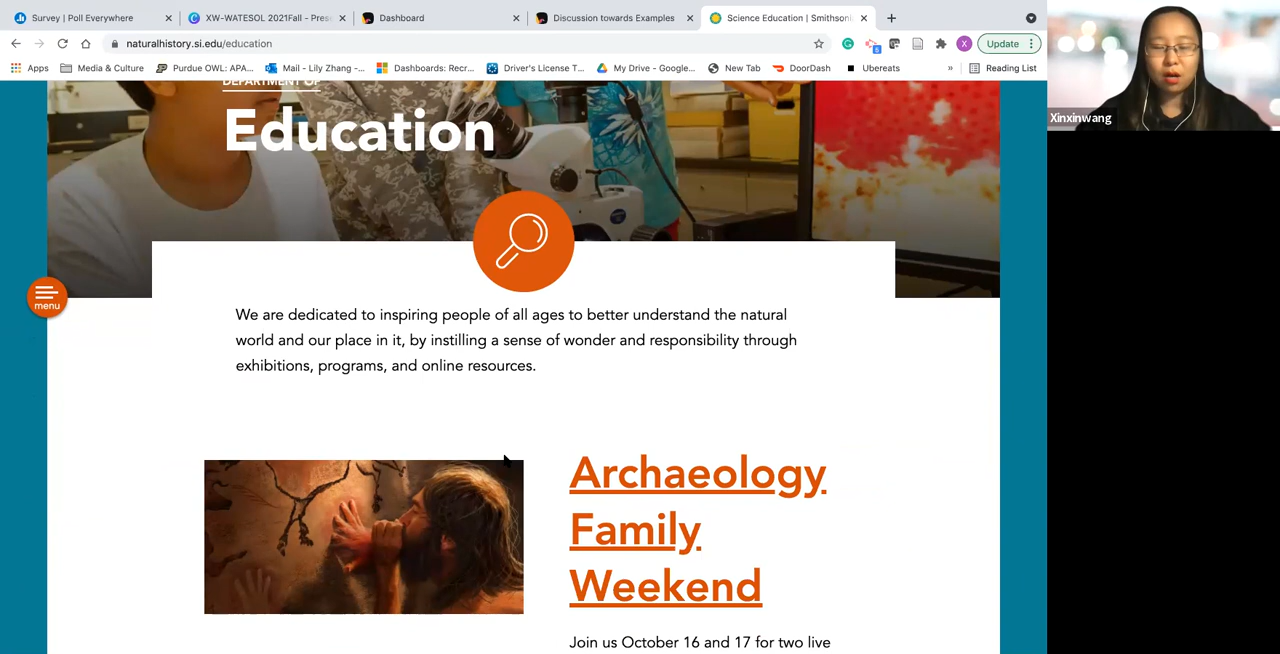 Survey | Poll Everywhere
XW-WATESOL 2021Fall - Pres
Dashboard
Discussion towards Examples
Science Education | Smithsoni
naturalhistory.si.edu/education
X
Update
Apps
Media & Culture
Purdue OWL: APA...
Mail - Lily Zhang -...
Dashboards: Recr...
Driver's License T...
My Drive - Google...
New Tab
DoorDash
Ubereats
»
Reading List
Xinxinwang
DEPARTMENT OF
Education
menu
We are dedicated to inspiring people of all ages to better understand the natural
world and our place in it, by instilling a sense of wonder and responsibility through
exhibitions, programs, and online resources.
Archaeology
Family
Weekend
Join us October 16 and 17 for two live